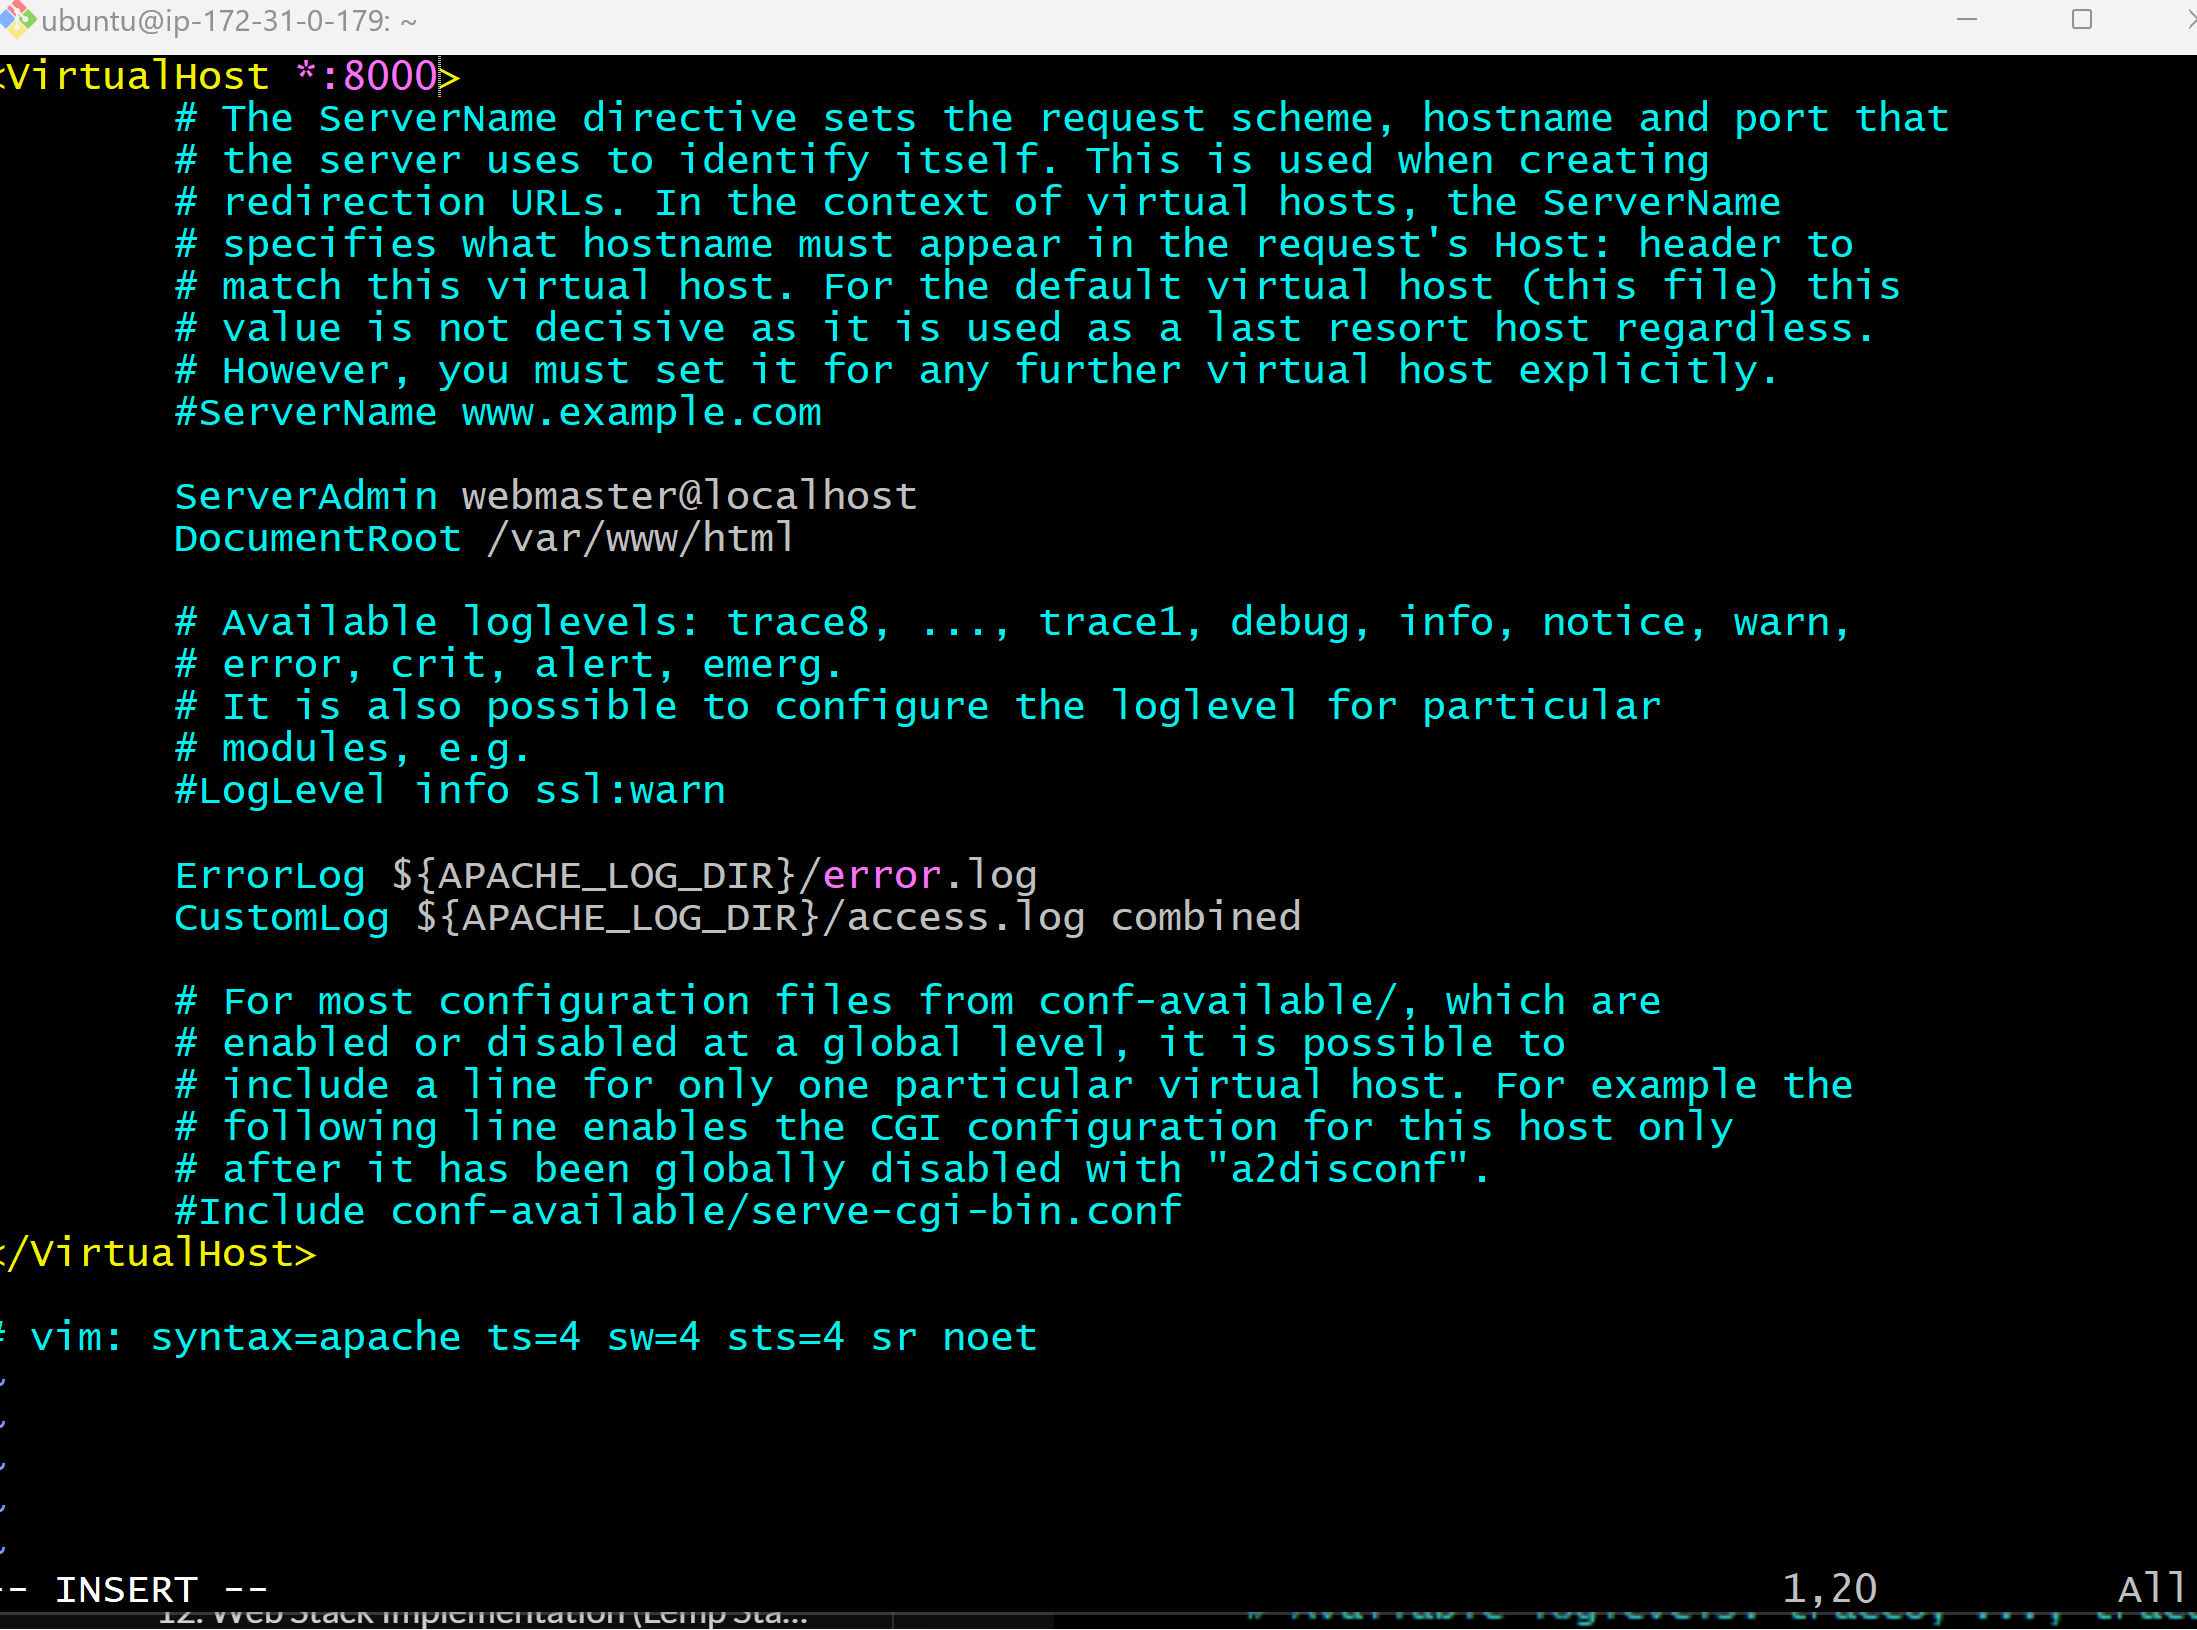 ubuntu@ip-172-31-0-179: ~
<VirtualHost *:8000>
# The ServerName directive sets the request scheme, hostname and port that
# the server uses to identify itself. This is used when creating
# redirection URLs. In the context of virtual hosts, the ServerName
# specifies what hostname must appear in the request's Host: header to
# match this virtual host. For the default virtual host (this file) this
# value is not decisive as it is used as a last resort host regardless.
# However, you must set it for any further virtual host explicitly.
#ServerName www.example.com
ServerAdmin webmaster@localhost
DocumentRoot /var/www/html
# Available loglevels: trace8, ..., trace1, debug, info, notice, warn,
# error, crit, alert, emerg.
# It is also possible to configure the loglevel for particular
# modules, e.g.
#LogLevel info ssl:warn
ErrorLog ${APACHE_LOG_DIR}/error.log
CustomLog ${APACHE_LOG_DIR}/access.log combined
# For most configuration files from conf-available/, which are
# enabled or disabled at a global level, it is possible to
# include a line for only one particular virtual host. For example the
# following line enables the CGI configuration for this host only
# after it has been globally disabled with "a2disconf".
#Include conf-available/serve-cgi-bin.conf
</VirtualHost>
# vim: syntax=apache ts=4 sw=4 sts=4 sr noet
~
~
~
~
~
-- INSERT -- 1,20 All
12. Web Stack Implementation (Lemp Sta...
# Available loglevels: trace8, ...,